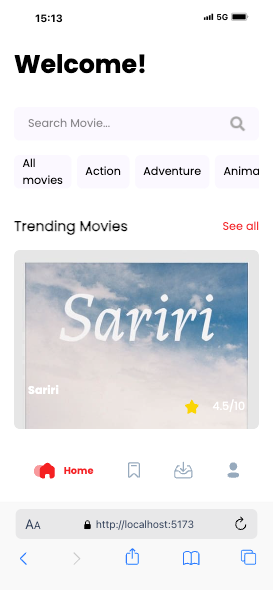 15:13
5G
Welcome!
Search Movie...
All
movies
Action
Adventure
Anima
Trending Movies
See all
Sariri
Sariri
4.5/10
Home
AA
http://localhost:5173